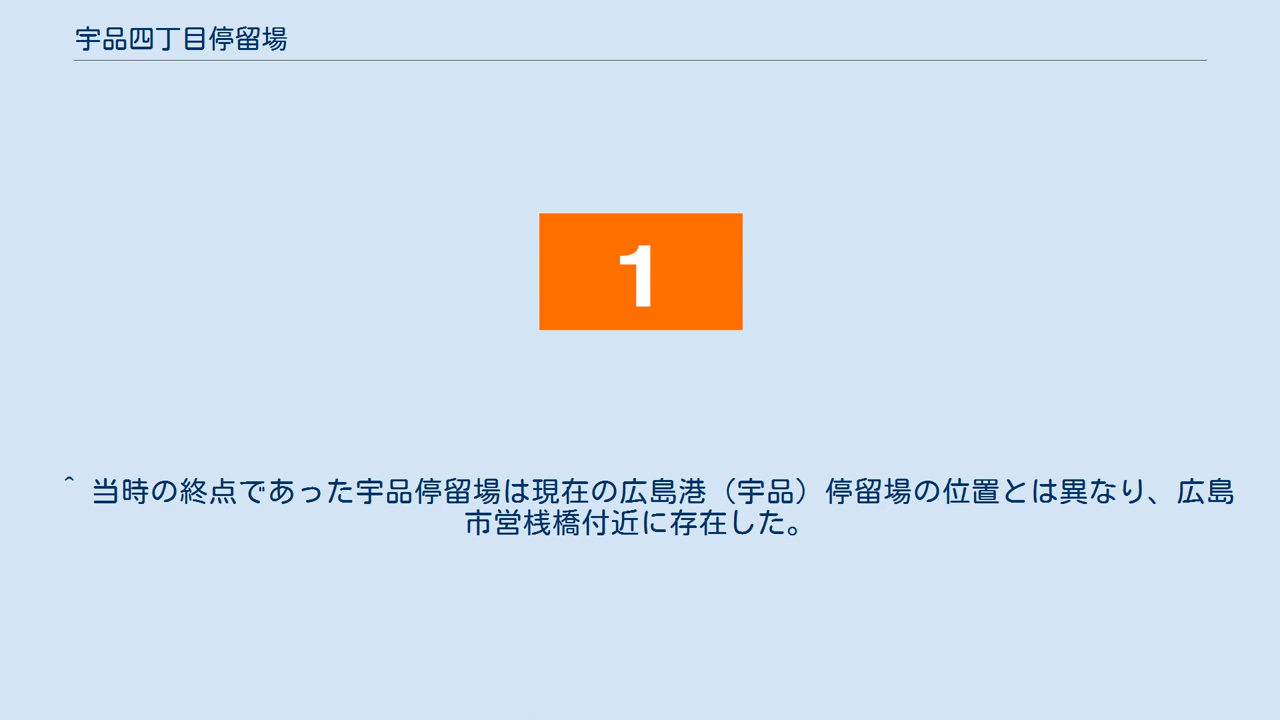 宇品四丁目停留場
1
^ 当時の終点であった宇品停留場は現在の広島港（宇品）停留場の位置とは異なり、広島
市営桟橋付近に存在した。